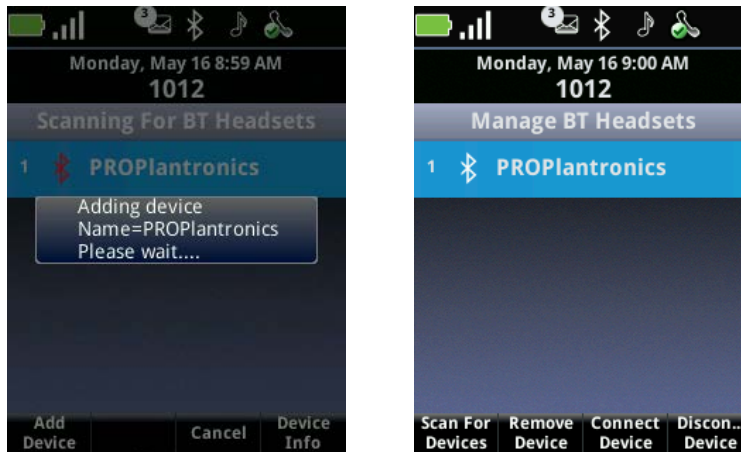 3
Monday, May 16 8:59 AM
1012
Scanning For BT Headsets
1 PROPlantronics
Adding device
Name=PROPlantronics
Please wait....
Add Device
Cancel
Device Info
3
Monday, May 16 9:00 AM
1012
Manage BT Headsets
1 PROPlantronics
Scan For Devices
Remove Device
Connect Device
Discon.. Device